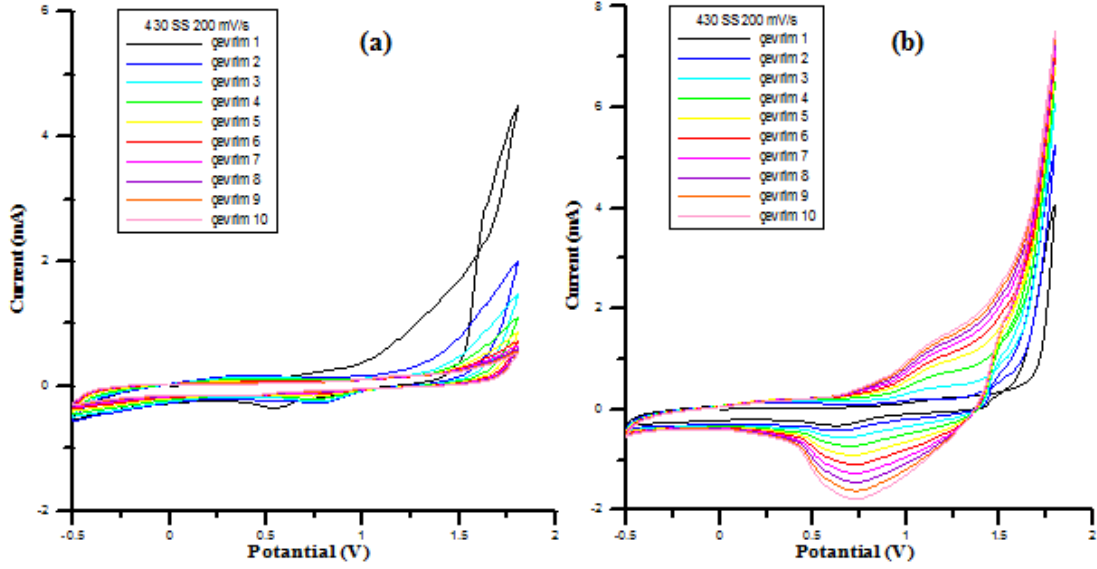 430 SS 200 mV/s
çevrim 1
çevrim 2
çevrim 3
çevrim 4
çevrim 5
çevrim 6
çevrim 7
çevrim 8
çevrim 9
çevrim 10
(a)
6
4
2
0
-2
-0.5
0
0.5
1
1.5
2
Current (mA)
Potantial (V)
430 SS 200 mV/s
çevrim 1
çevrim 2
çevrim 3
çevrim 4
çevrim 5
çevrim 6
çevrim 7
çevrim 8
çevrim 9
çevrim 10
(b)
8
6
4
2
0
-2
-0.5
0
0.5
1
1.5
2
Current (mA)
Potantial (V)